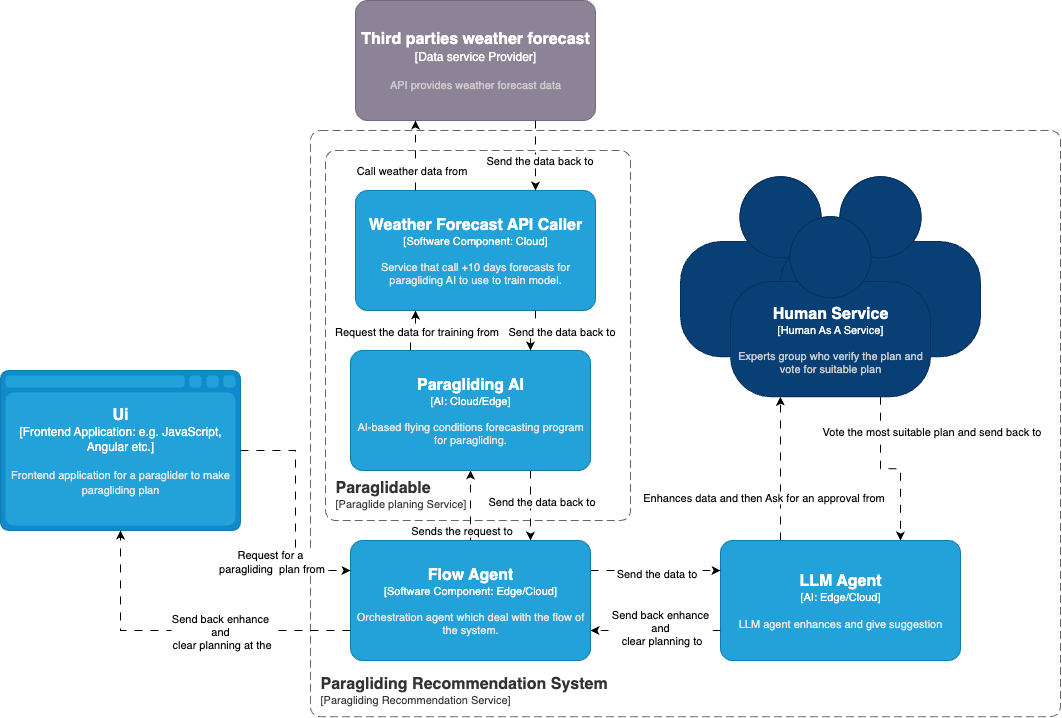 Third parties weather forecast
[Data service Provider]
API provides weather forecast data
Call weather data from
Send the data back to
Weather Forecast API Caller
[Software Component: Cloud]
Service that call +10 days forecasts for
paragliding AI to use to train model.
Request the data for training from
Send the data back to
Paragliding AI
[AI: Cloud/Edge]
AI-based flying conditions forecasting program
for paragliding.
Paraglidable
[Paraglide planing Service]
Send the data back to
Sends the request to
Human Service
[Human As A Service]
Experts group who verify the plan and
vote for suitable plan
Vote the most suitable plan and send back to
Enhances data and then Ask for an approval from
Ui
[Frontend Application: e.g. JavaScript,
Angular etc.]
Frontend application for a paraglider to make
paragliding plan
Request for a
paragliding plan from
Send back enhance
and
clear planning at the
Flow Agent
[Software Component: Edge/Cloud]
Orchestration agent which deal with the flow of
the system.
Send the data to
Send back enhance
and
clear planning to
LLM Agent
[AI: Edge/Cloud]
LLM agent enhances and give suggestion
Paragliding Recommendation System
[Paragliding Recommendation Service]